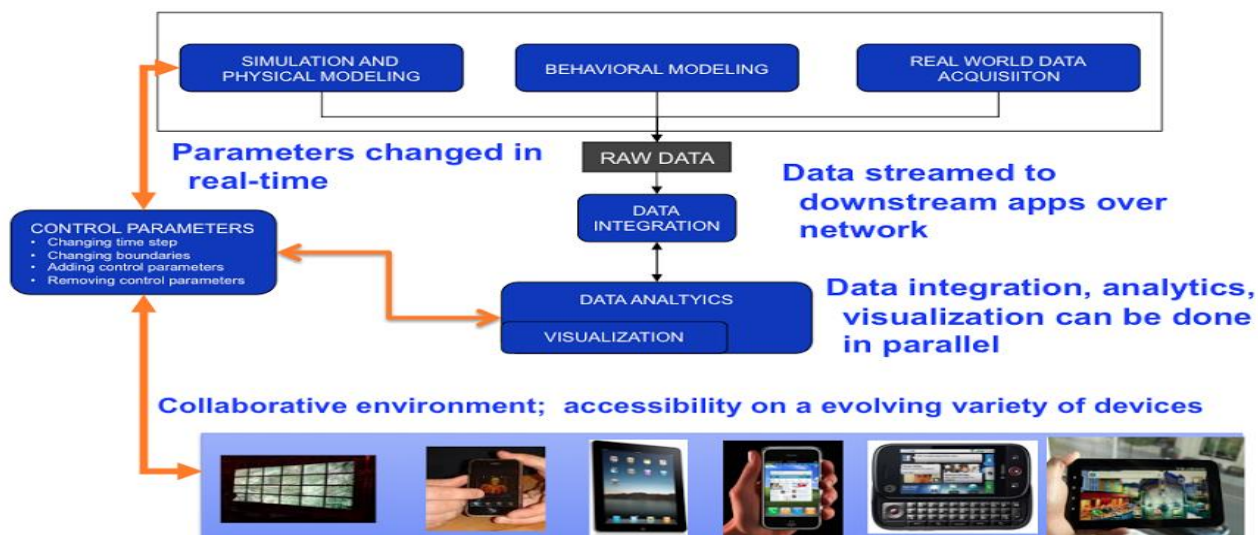 SIMULATION AND
PHYSICAL MODELING
BEHAVIORAL MODELING
REAL WORLD DATA
ACQUISIITON
Parameters changed in
real-time
RAW DATA
Data streamed to
downstream apps over
network
DATA
INTEGRATION
CONTROL PARAMETERS
• Changing time step
• Changing boundaries
• Adding control parameters
• Removing control parameters
DATA ANALTYICS
VISUALIZATION
Data integration, analytics,
visualization can be done
in parallel
Collaborative environment; accessibility on a evolving variety of devices